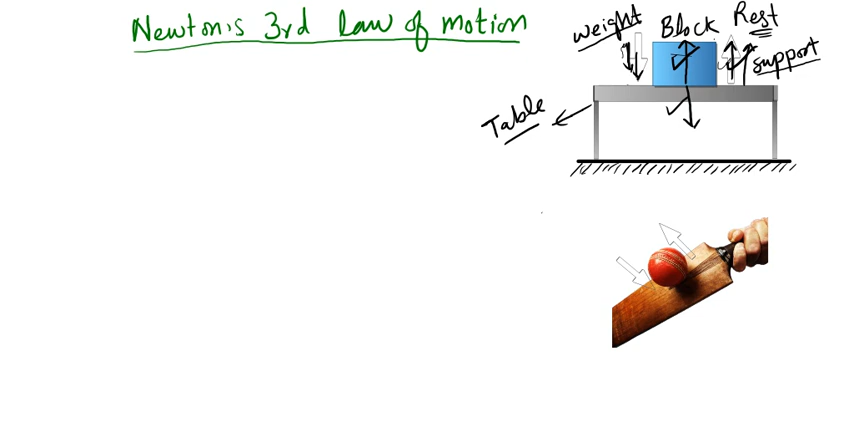 Newton's 3rd law of motion
weight
Block
Rest
support
Table